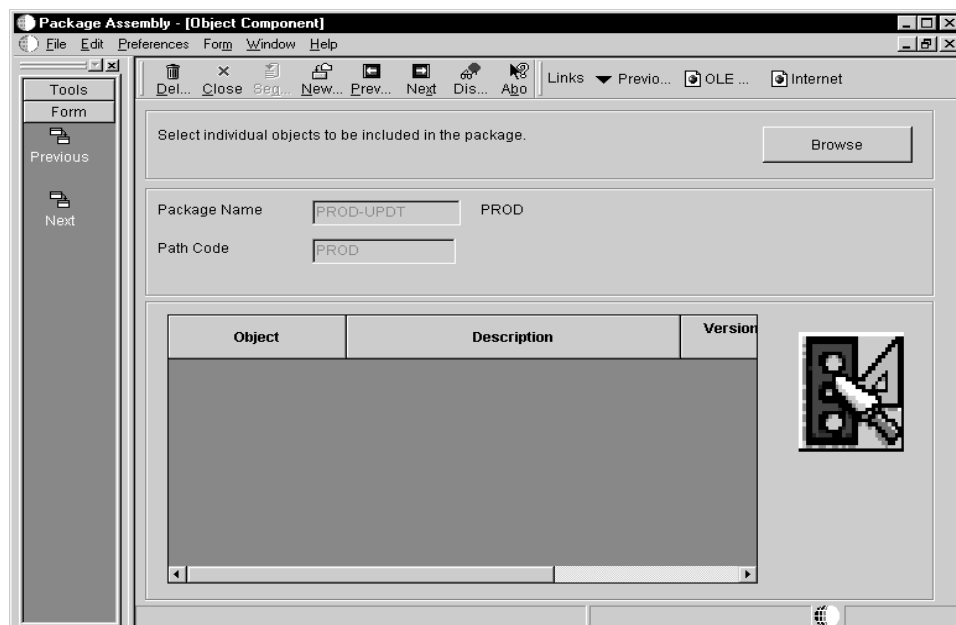 Package Assembly - [Object Component]
File Edit Preferences Form Window Help
Tools
Form
Previous
Next
Del... Close Seq... New... Prev... Next Dis... Abo Links Previo... OLE ... Internet
Select individual objects to be included in the package.
Browse
Package Name PROD-UPDT PROD
Path Code PROD
Object Description Version